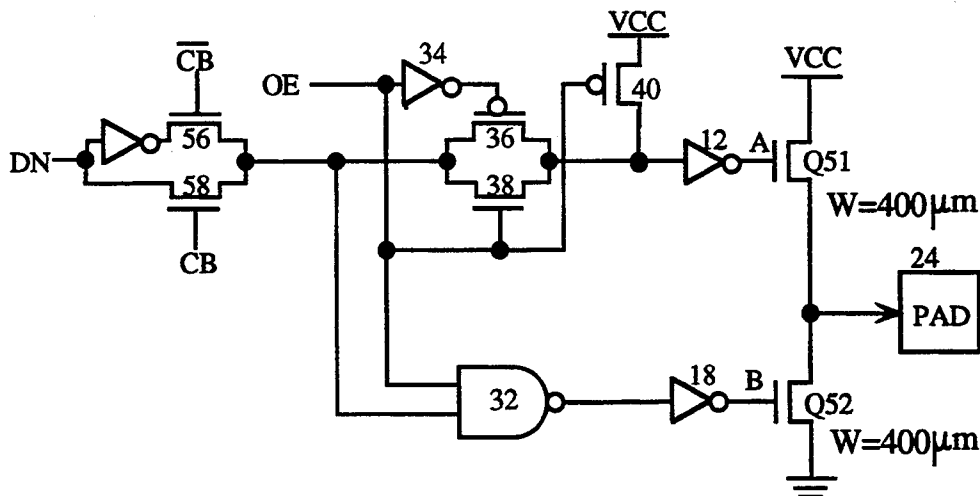 VCC
VCC
C̅B̅
34
OE
40
56
36
12
A
Q51
DN
58
38
W=400µm
CB
24
PAD
18
B
32
Q52
W=400µm